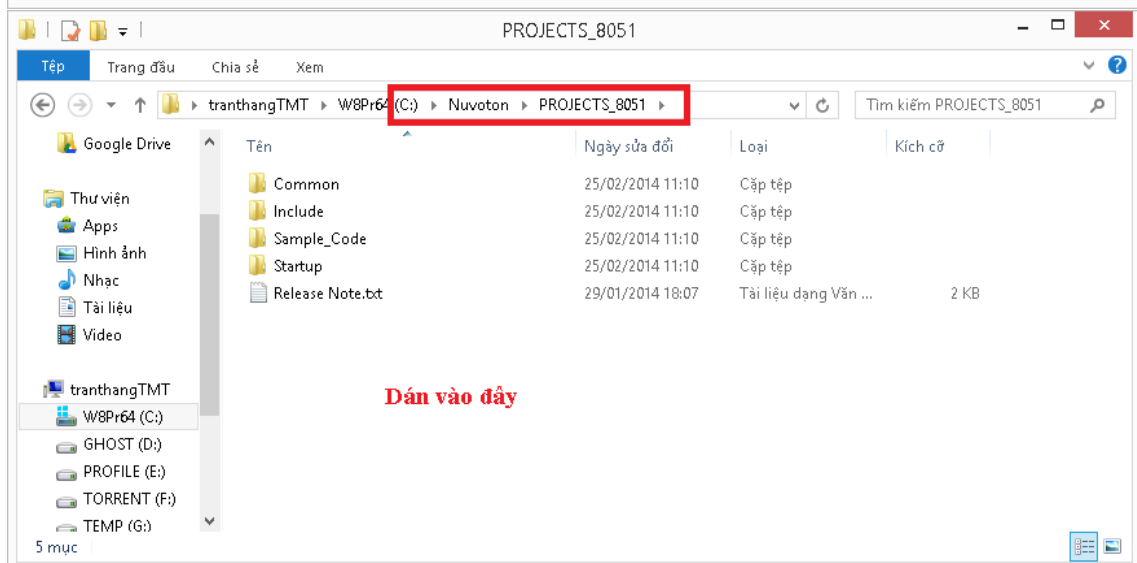 PROJECTS_8051
Tệp Trang đầu Chia sẻ Xem
tranthangTMT W8Pr64 (C:) Nuvoton PROJECTS_8051 Tìm kiếm PROJECTS_8051
Google Drive
Thư viện
Apps
Hình ảnh
Nhạc
Tài liệu
Video
tranthangTMT
W8Pr64 (C:)
GHOST (D:)
PROFILE (E:)
TORRENT (F:)
TEMP (G:)
Tên Ngày sửa đổi Loại Kích cỡ
Common 25/02/2014 11:10 Cặp tệp
Include 25/02/2014 11:10 Cặp tệp
Sample_Code 25/02/2014 11:10 Cặp tệp
Startup 25/02/2014 11:10 Cặp tệp
Release Note.txt 29/01/2014 18:07 Tài liệu dạng Văn ... 2 KB
Dán vào đây
5 mục